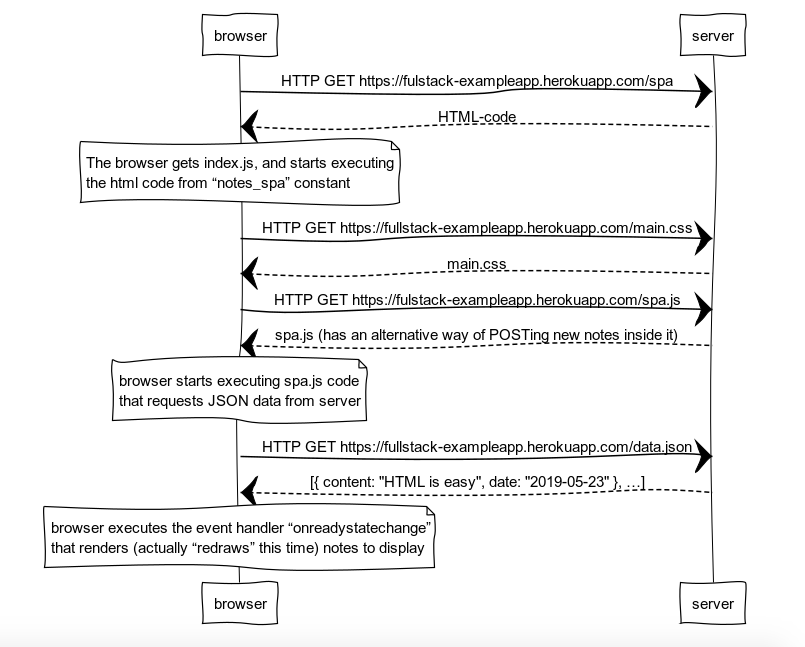 browser
server
HTTP GET https://fulstack-exampleapp.herokuapp.com/spa
HTML-code
The browser gets index.js, and starts executing
the html code from “notes_spa” constant
HTTP GET https://fullstack-exampleapp.herokuapp.com/main.css
main.css
HTTP GET https://fulstack-exampleapp.herokuapp.com/spa.js
spa.js (has an alternative way of POSTing new notes inside it)
browser starts executing spa.js code
that requests JSON data from server
HTTP GET https://fullstack-exampleapp.herokuapp.com/data.json
[{ content: "HTML is easy", date: "2019-05-23" }, ...]
browser executes the event handler “onreadystatechange”
that renders (actually “redraws” this time) notes to display
browser
server